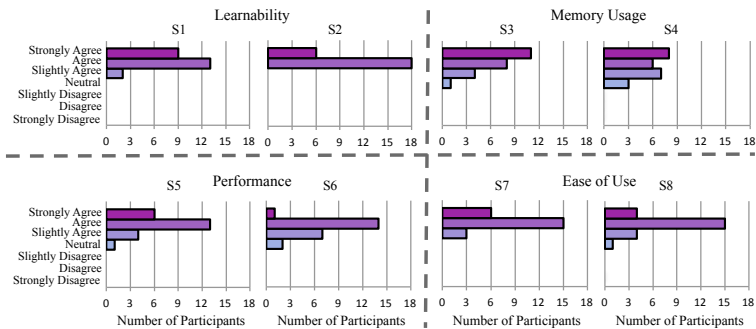 Learnability
Memory Usage
S1
S2
S3
S4
Strongly Agree
Agree
Slightly Agree
Neutral
Slightly Disagree
Disagree
Strongly Disagree
0 3 6 9 12 15 18
0 3 6 9 12 15 18
0 3 6 9 12 15 18
0 3 6 9 12 15 18
Performance
Ease of Use
S5
S6
S7
S8
Strongly Agree
Agree
Slightly Agree
Neutral
Slightly Disagree
Disagree
Strongly Disagree
0 3 6 9 12 15 18
0 3 6 9 12 15 18
0 3 6 9 12 15 18
0 3 6 9 12 15 18
Number of Participants
Number of Participants
Number of Participants
Number of Participants